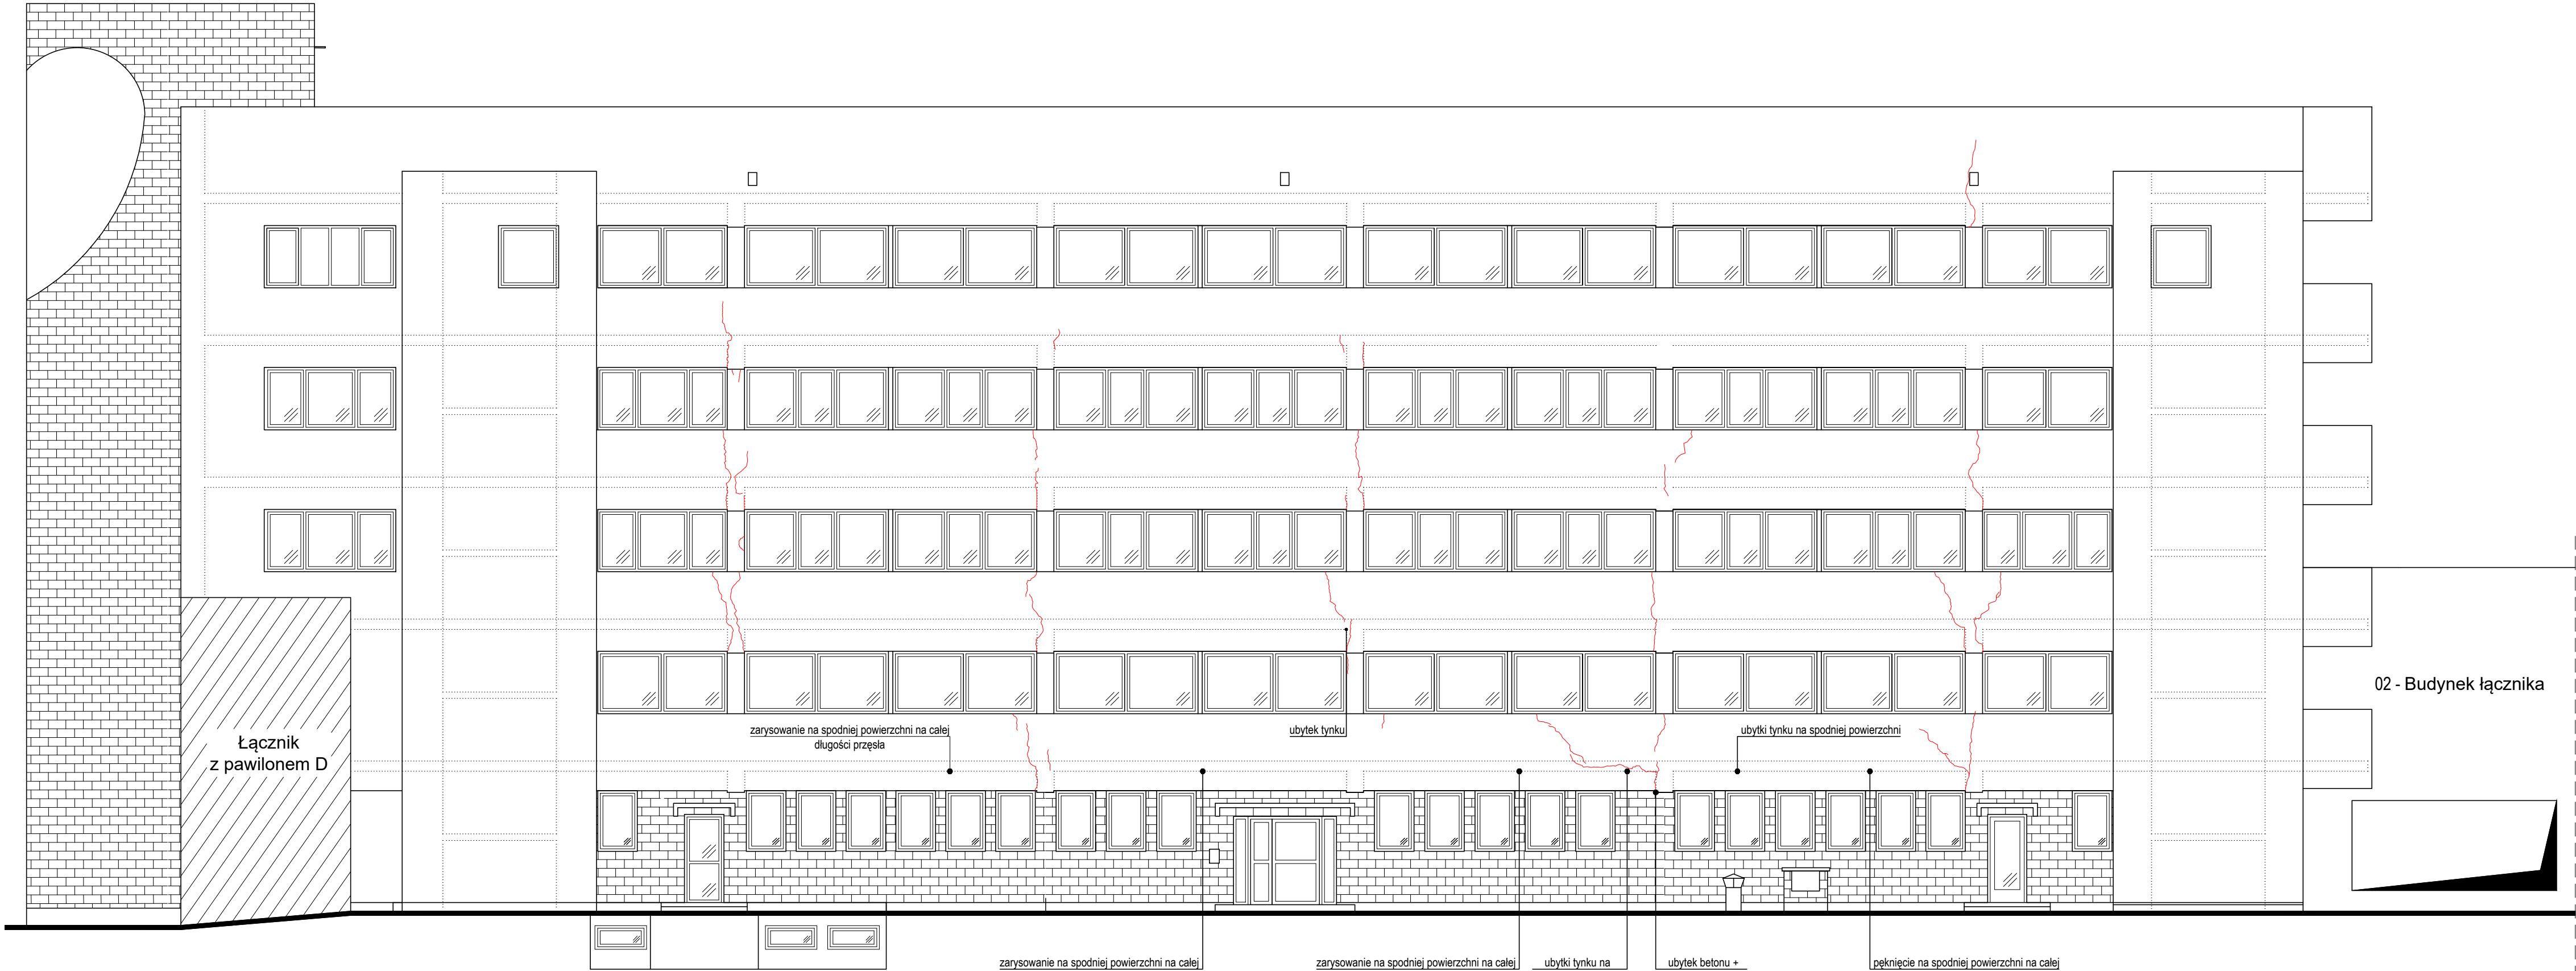 zarysowanie na spodniej powierzchni na całej
długości przęsła
ubytek tynku
ubytki tynku na spodniej powierzchni
Łącznik
z pawilonem D
02 - Budynek łącznika
zarysowanie na spodniej powierzchni na całej
zarysowanie na spodniej powierzchni na całej
ubytki tynku na
ubytek betonu +
pęknięcie na spodniej powierzchni na całej